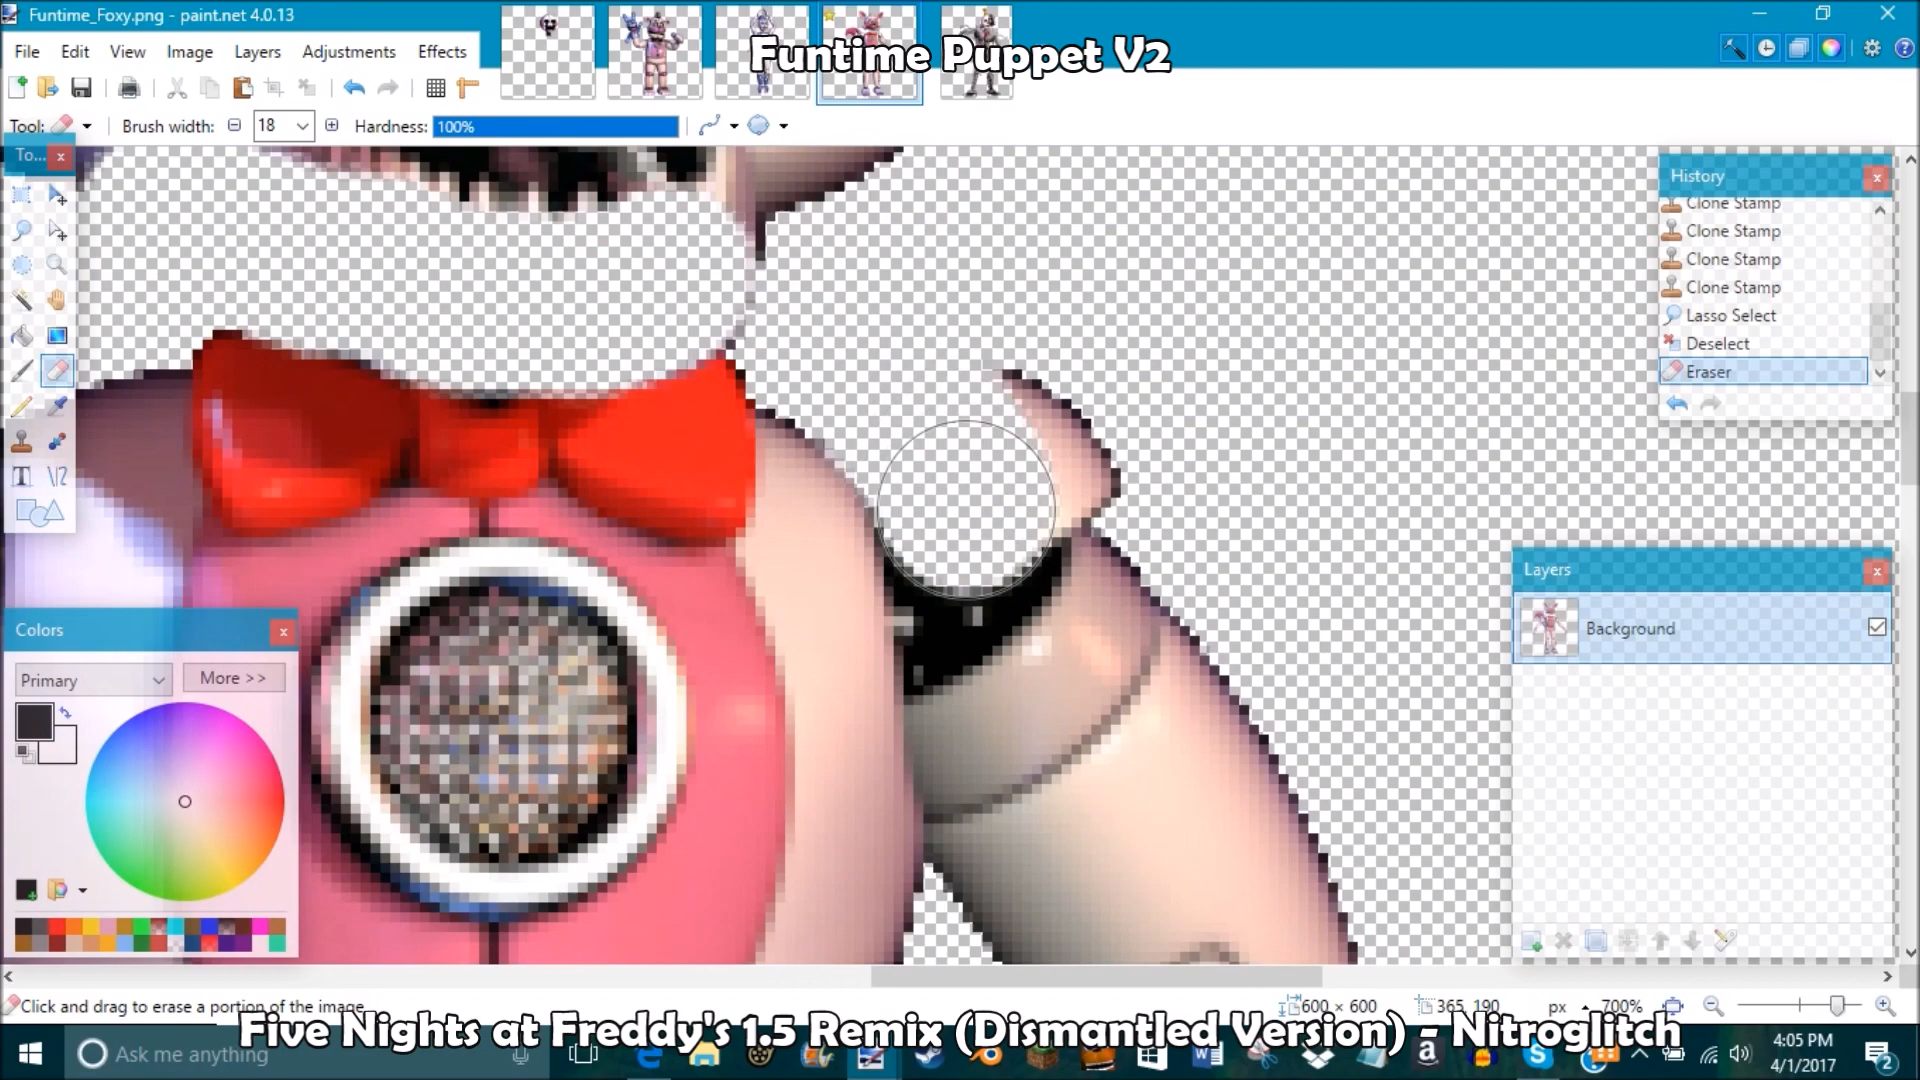 Funtime_Foxy.png - paint.net 4.0.13
File Edit View Image Layers Adjustments Effects
Funtime Puppet V2
Tool: Brush width: 18 Hardness: 100%
To...
History
Clone Stamp
Clone Stamp
Clone Stamp
Clone Stamp
Lasso Select
Deselect
Eraser
Layers
Background
Colors
Primary
More >>
Click and drag to erase a portion of the image.
600 × 600
365, 190
px
700%
Five Nights at Freddy's 1.5 Remix (Dismantled Version) - Nitroglitch
Ask me anything
4:05 PM
4/1/2017
2